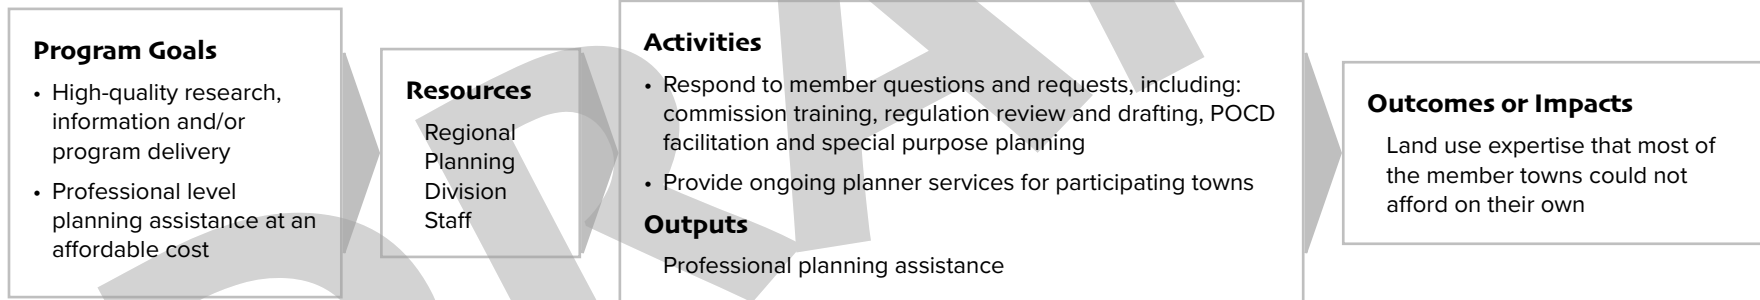 Program Goals
• High-quality research,
information and/or
program delivery
• Professional level
planning assistance at an
affordable cost
Resources
Regional
Planning
Division
Staff
Activities
• Respond to member questions and requests, including:
commission training, regulation review and drafting, POCD
facilitation and special purpose planning
• Provide ongoing planner services for participating towns
Outputs
Professional planning assistance
Outcomes or Impacts
Land use expertise that most of
the member towns could not
afford on their own